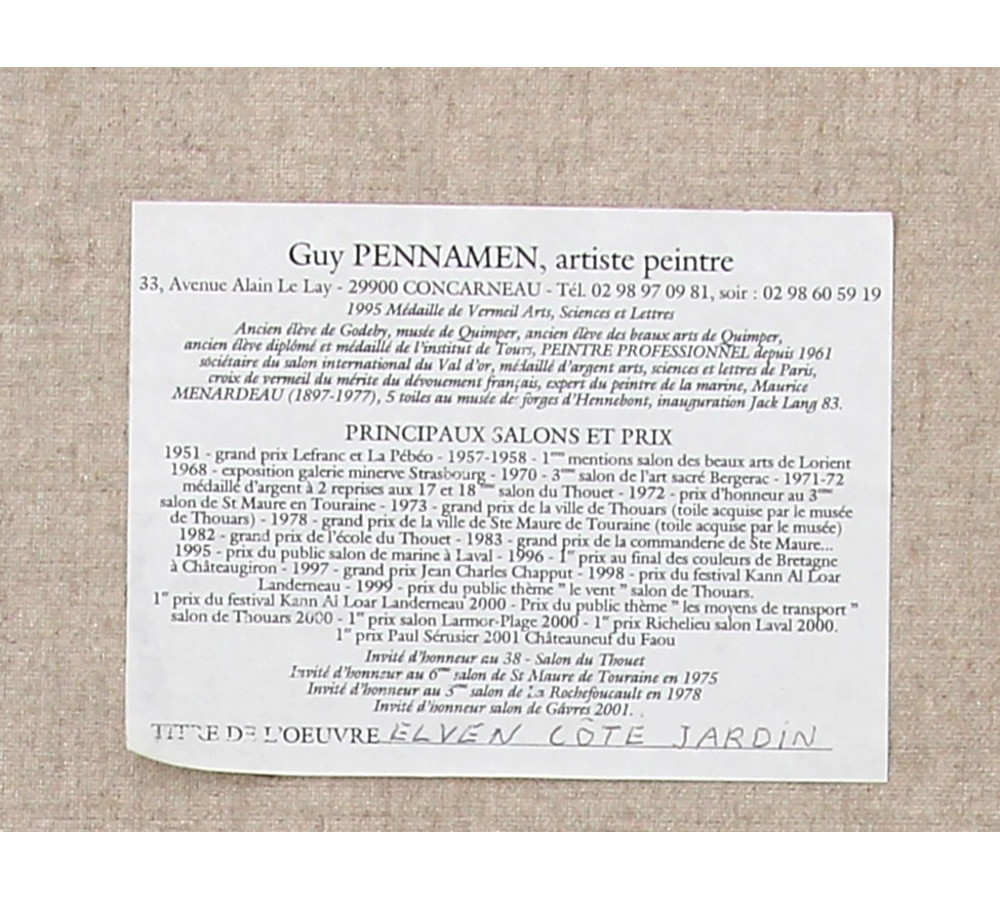 Guy PENNAMEN, artiste peintre
33, Avenue Alain Le Lay - 29900 CONCARNEAU - Tél. 02 98 97 09 81, soir : 02 98 60 59 19
1995 Médaille de Vermeil Arts, Sciences et Lettres
Ancien élève de Godeby, musée de Quimper, ancien élève des beaux arts de Quimper,
ancien élève diplômé et médaillé de l'institut de Tours, PEINTRE PROFESSIONNEL depuis 1961
sociétaire du salon international du Val d'or, médaillé d'argent arts, sciences et lettres de Paris,
croix de vermeil du mérite du dévouement français, expert du peintre de la marine, Maurice
MENARDEAU (1897-1977), 5 toiles au musée des forges d'Hennebont, inauguration Jack Lang 83.
PRINCIPAUX SALONS ET PRIX
1951 - grand prix Lefranc et La Pébéo - 1957-1958 - 1ème mentions salon des beaux arts de Lorient
1968 - exposition galerie minerve Strasbourg - 1970 - 3ème salon de l'art sacré Bergerac - 1971-72
médaille d'argent à 2 reprises aux 17 et 18ème salon du Thouet - 1972 - prix d'honneur au 3ème
salon de St Maure en Touraine - 1973 - grand prix de la ville de Thouars (toile acquise par le musée
de Thouars) - 1978 - grand prix de la ville de Ste Maure de Touraine (toile acquise par le musée)
1982 - grand prix de l'école du Thouet - 1983 - grand prix de la commanderie de Ste Maure...
1995 - prix du public salon de marine à Laval - 1996 - 1er prix au final des couleurs de Bretagne
à Châteaugiron - 1997 - grand prix Jean Charles Chapput - 1998 - prix du festival Kann Al Loar
Landerneau - 1999 - prix du public thème " le vent " salon de Thouars.
1er prix du festival Kann Al Loar Landerneau 2000 - Prix du public thème " les moyens de transport "
salon de Thouars 2000 - 1er prix salon Larmor-Plage 2000 - 1er prix Richelieu salon Laval 2000.
1er prix Paul Sérusier 2001 Châteauneuf du Faou
Invité d'honneur au 38 - Salon du Thouet
Invité d'honneur au 6ème salon de St Maure de Touraine en 1975
Invité d'honneur au 3ème salon de La Rochefoucault en 1978
Invité d'honneur salon de Gâvres 2001.
TITRE DE L'OEUVRE ELVEN CÔTE JARDIN